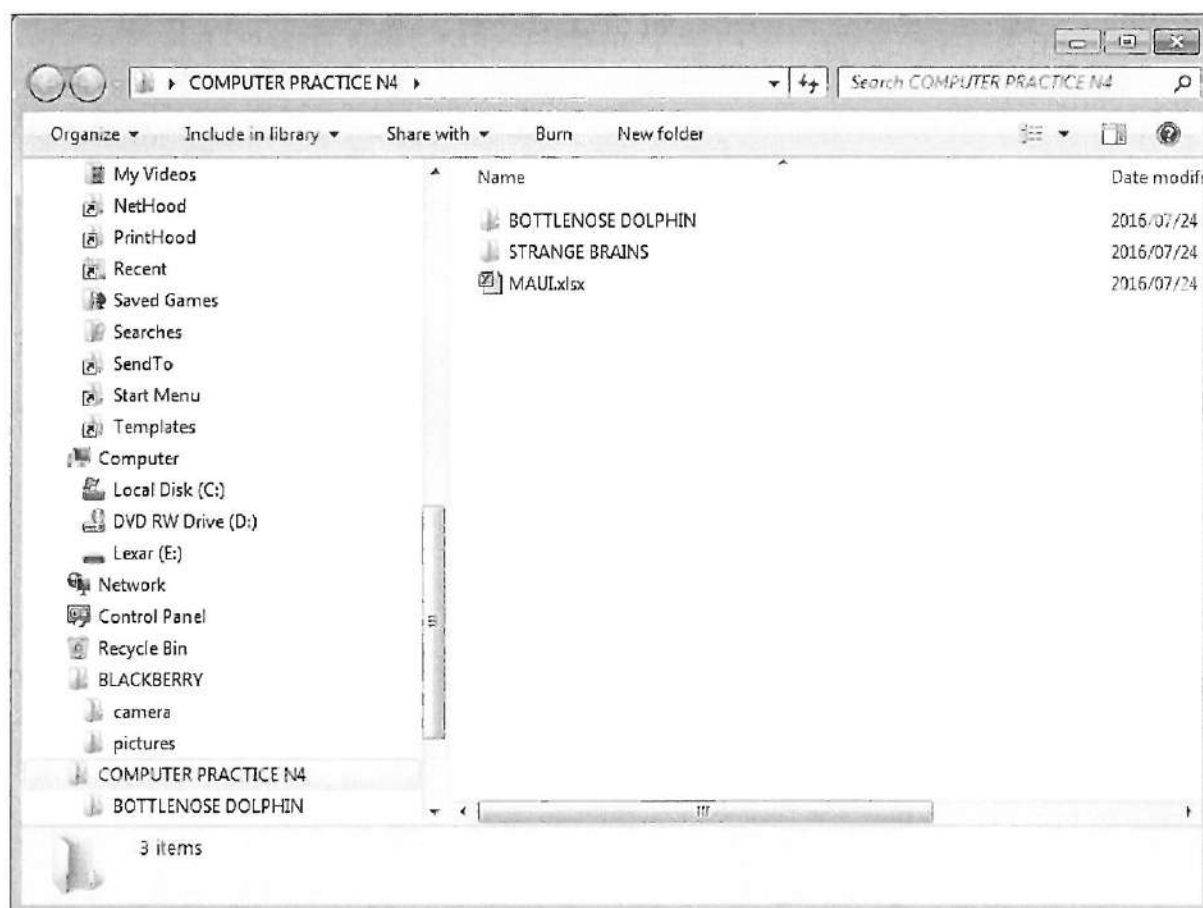 COMPUTER PRACTICE N4
Search COMPUTER PRACTICE N4
Organize Include in library Share with Burn New folder
My Videos
NetHood
PrintHood
Recent
Saved Games
Searches
SendTo
Start Menu
Templates
Computer
Local Disk (C:)
DVD RW Drive (D:)
Lexar (E:)
Network
Control Panel
Recycle Bin
BLACKBERRY
camera
pictures
COMPUTER PRACTICE N4
BOTTLENOSE DOLPHIN
Name Date modifi
BOTTLENOSE DOLPHIN 2016/07/24
STRANGE BRAINS 2016/07/24
MAUI.xlsx 2016/07/24
3 items